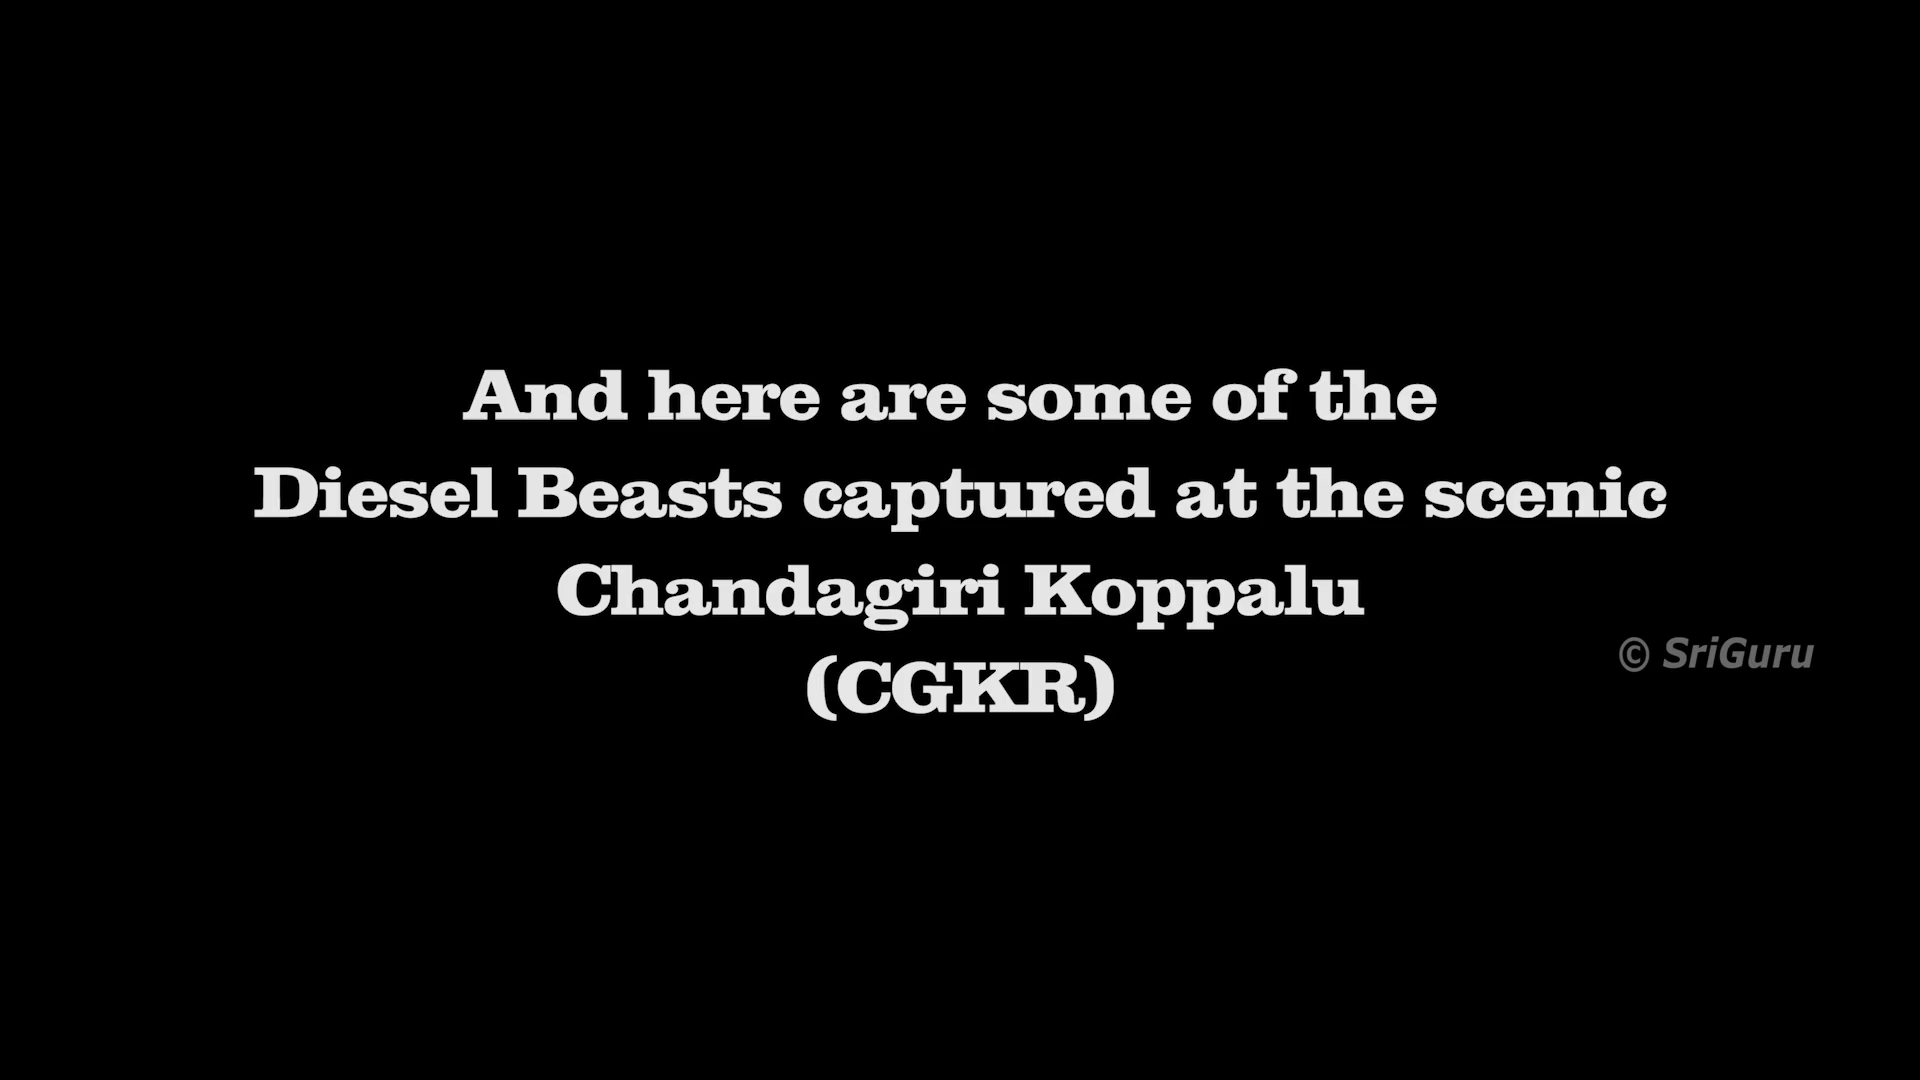 And here are some of the
Diesel Beasts captured at the scenic
Chandagiri Koppalu
(CGKR)
© SriGuru